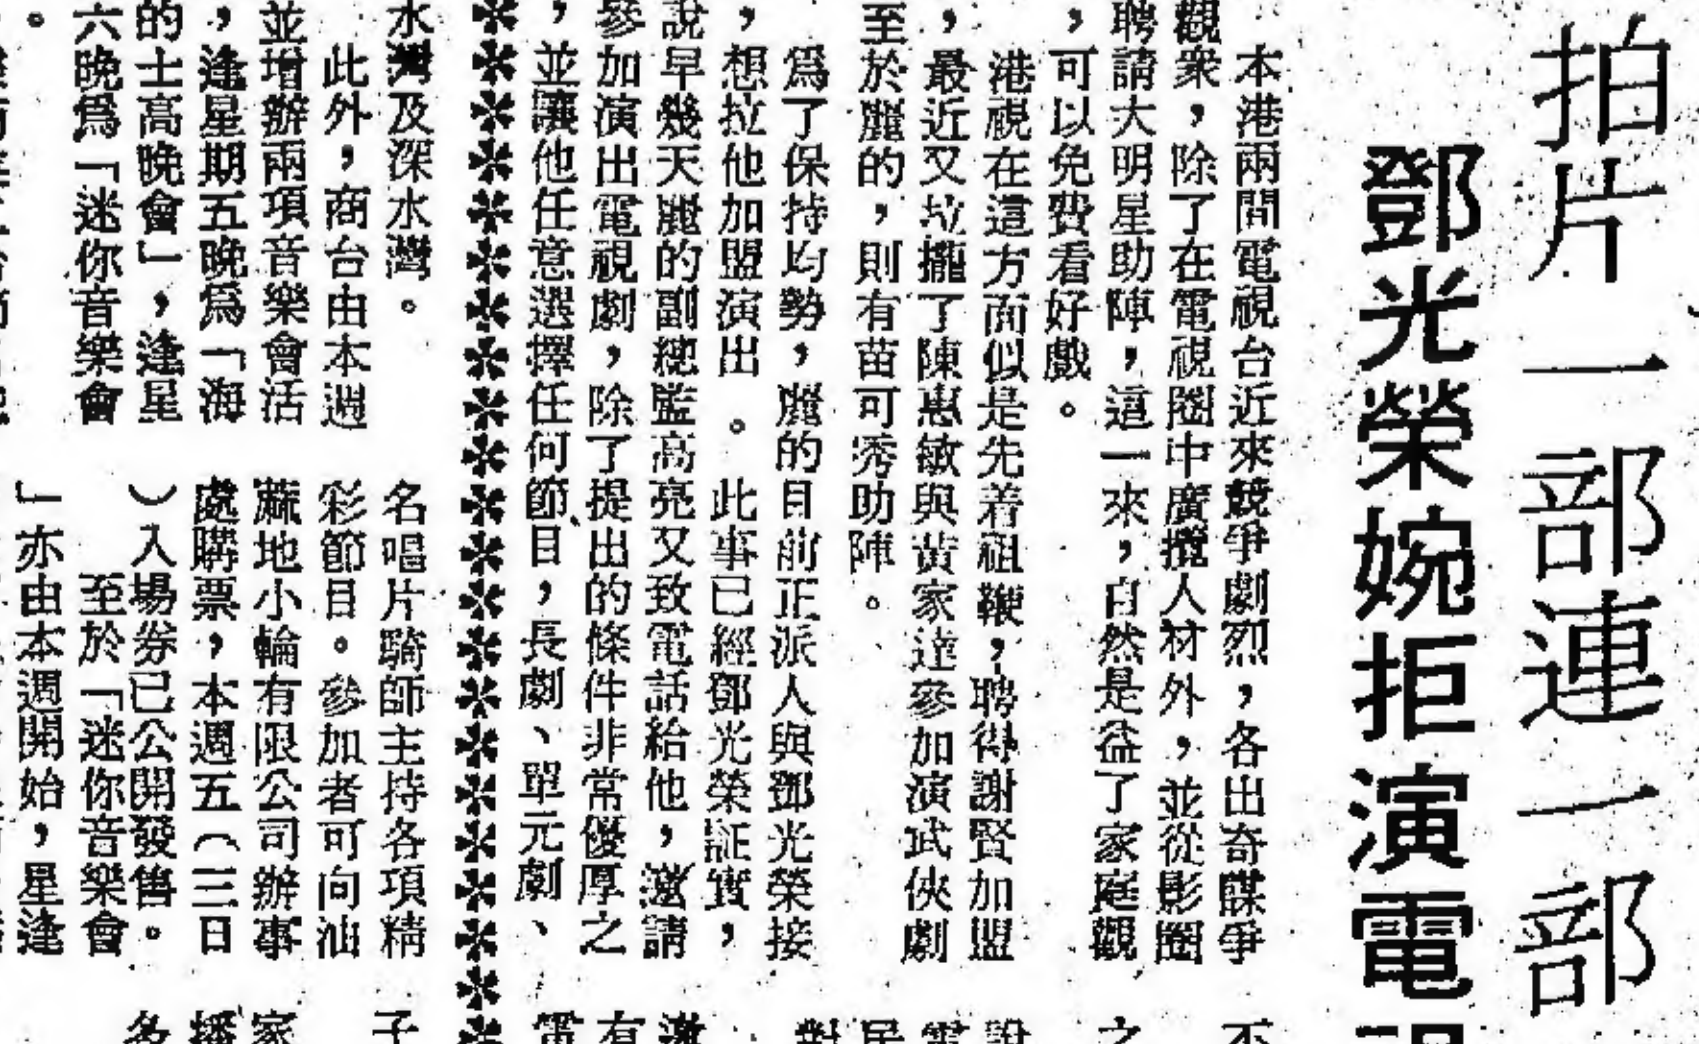 拍片一部連一部
鄧光榮婉拒演電
本港兩間電視台近來競爭劇烈，各出奇謀爭
觀衆，除了在電視圈中廣攬人材外，並從影圈
聘請大明星助陣，這一來，自然是益了家庭觀
，可以免費看好戲。
港視在這方面似是先着祖鞭，聘得謝賢加盟
，最近又拉攏了陳惠敏與黃家達參加演武俠劇
至於麗的，則有苗可秀助陣。
爲了保持均勢，麗的目前正派人與鄧光榮接
，想拉他加盟演出。此事已經鄧光榮証實，
說早幾天麗的副總監高亮又致電話給他，邀請
參加演出電視劇，除了提出的條件非常優厚之
，並讓他任意選擇任何節目，長劇、單元劇、
水灣及深水灣。
此外，商台由本週
並增辦兩項音樂會活
，逢星期五晚爲「海
的士高晚會」，逢星
六晚爲「迷你音樂會
。
名唱片騎師主持各項精
彩節目。參加者可向油
蔴地小輪有限公司辦事
處購票，本週五（三日
）入場券已公開發售。
至於「迷你音樂會
」亦由本週開始，星逢